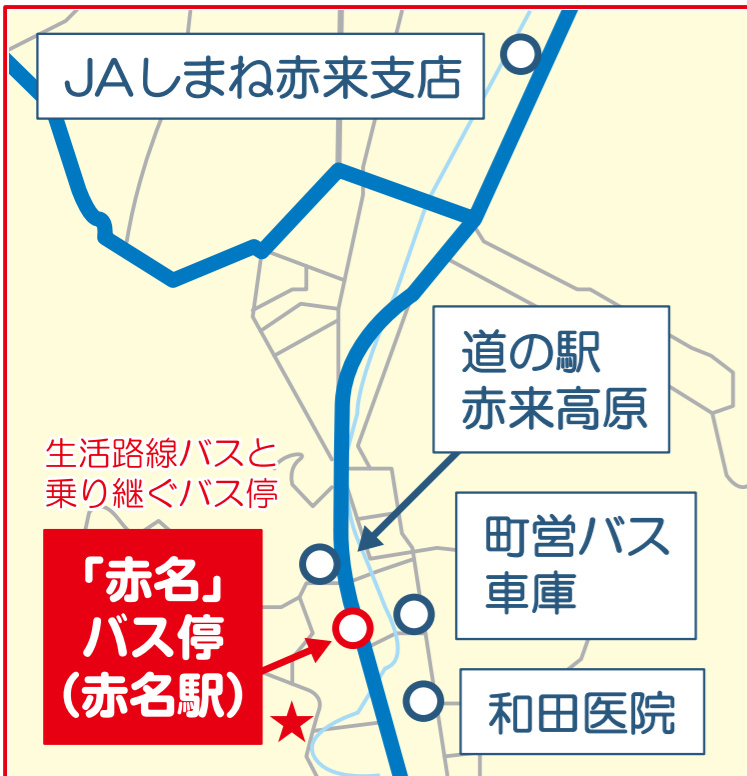 JAしまね赤来支店
道の駅
赤来高原
生活路線バスと
乗り継ぐバス停
町営バス
車庫
「赤名」
バス停
(赤名駅)
和田医院